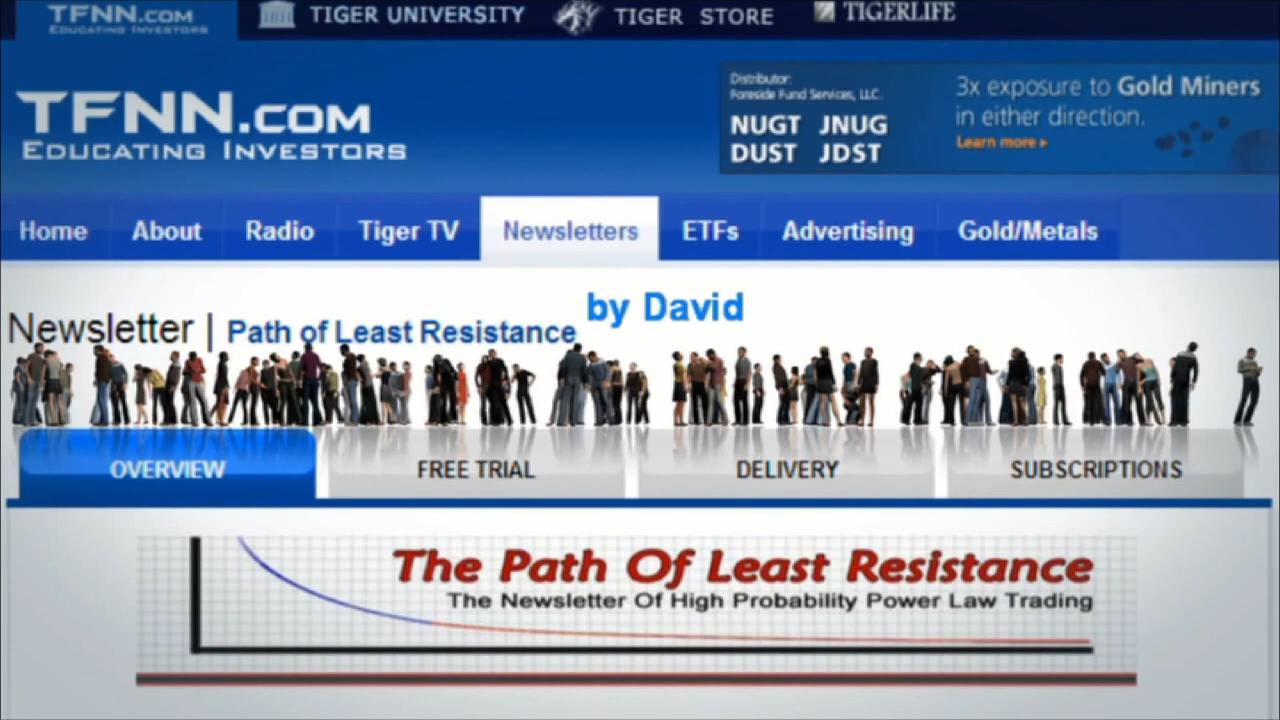 TFNN.COM
EDUCATING INVESTORS
TIGER UNIVERSITY
TIGER STORE
TIGERLIFE
TFNN.COM
EDUCATING INVESTORS
Distributor:
Foreside Fund Services, LLC.
NUGT JNUG
DUST JDST
3x exposure to Gold Miners
in either direction.
Learn more
Home
About
Radio
Tiger TV
Newsletters
ETFs
Advertising
Gold/Metals
Newsletter | Path of Least Resistance by David
OVERVIEW
FREE TRIAL
DELIVERY
SUBSCRIPTIONS
The Path Of Least Resistance
The Newsletter Of High Probability Power Law Trading